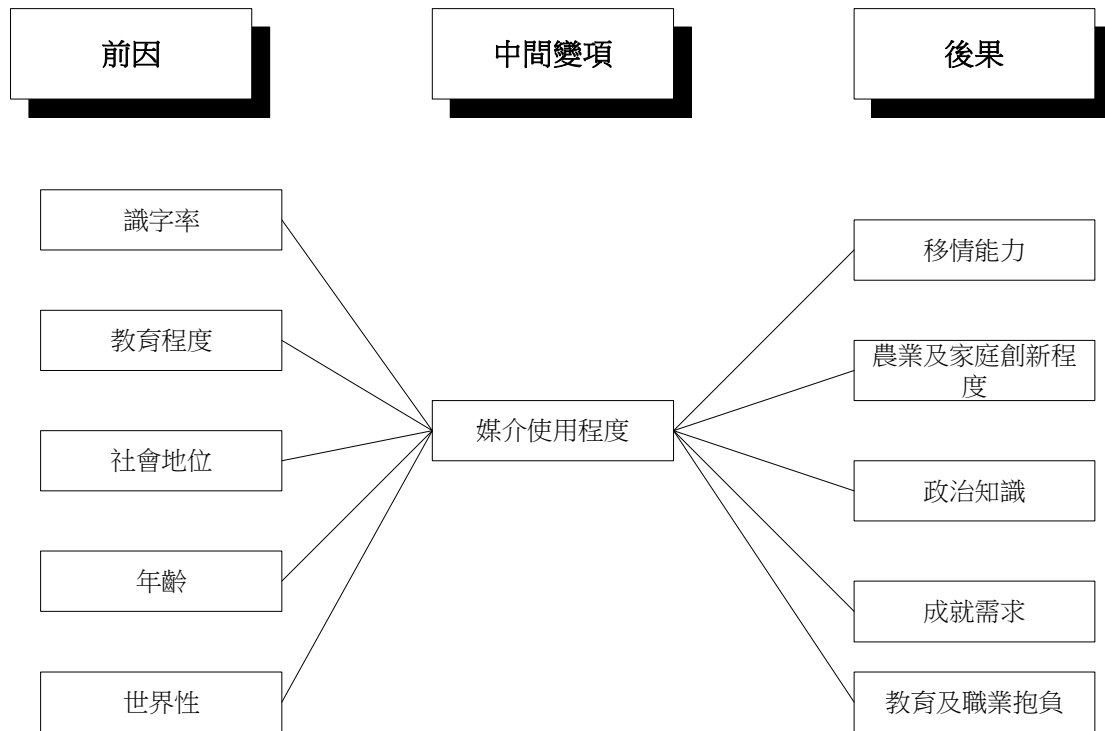 前因
中間變項
後果
識字率
教育程度
社會地位
年齡
世界性
媒介使用程度
移情能力
農業及家庭創新程
度
政治知識
成就需求
教育及職業抱負